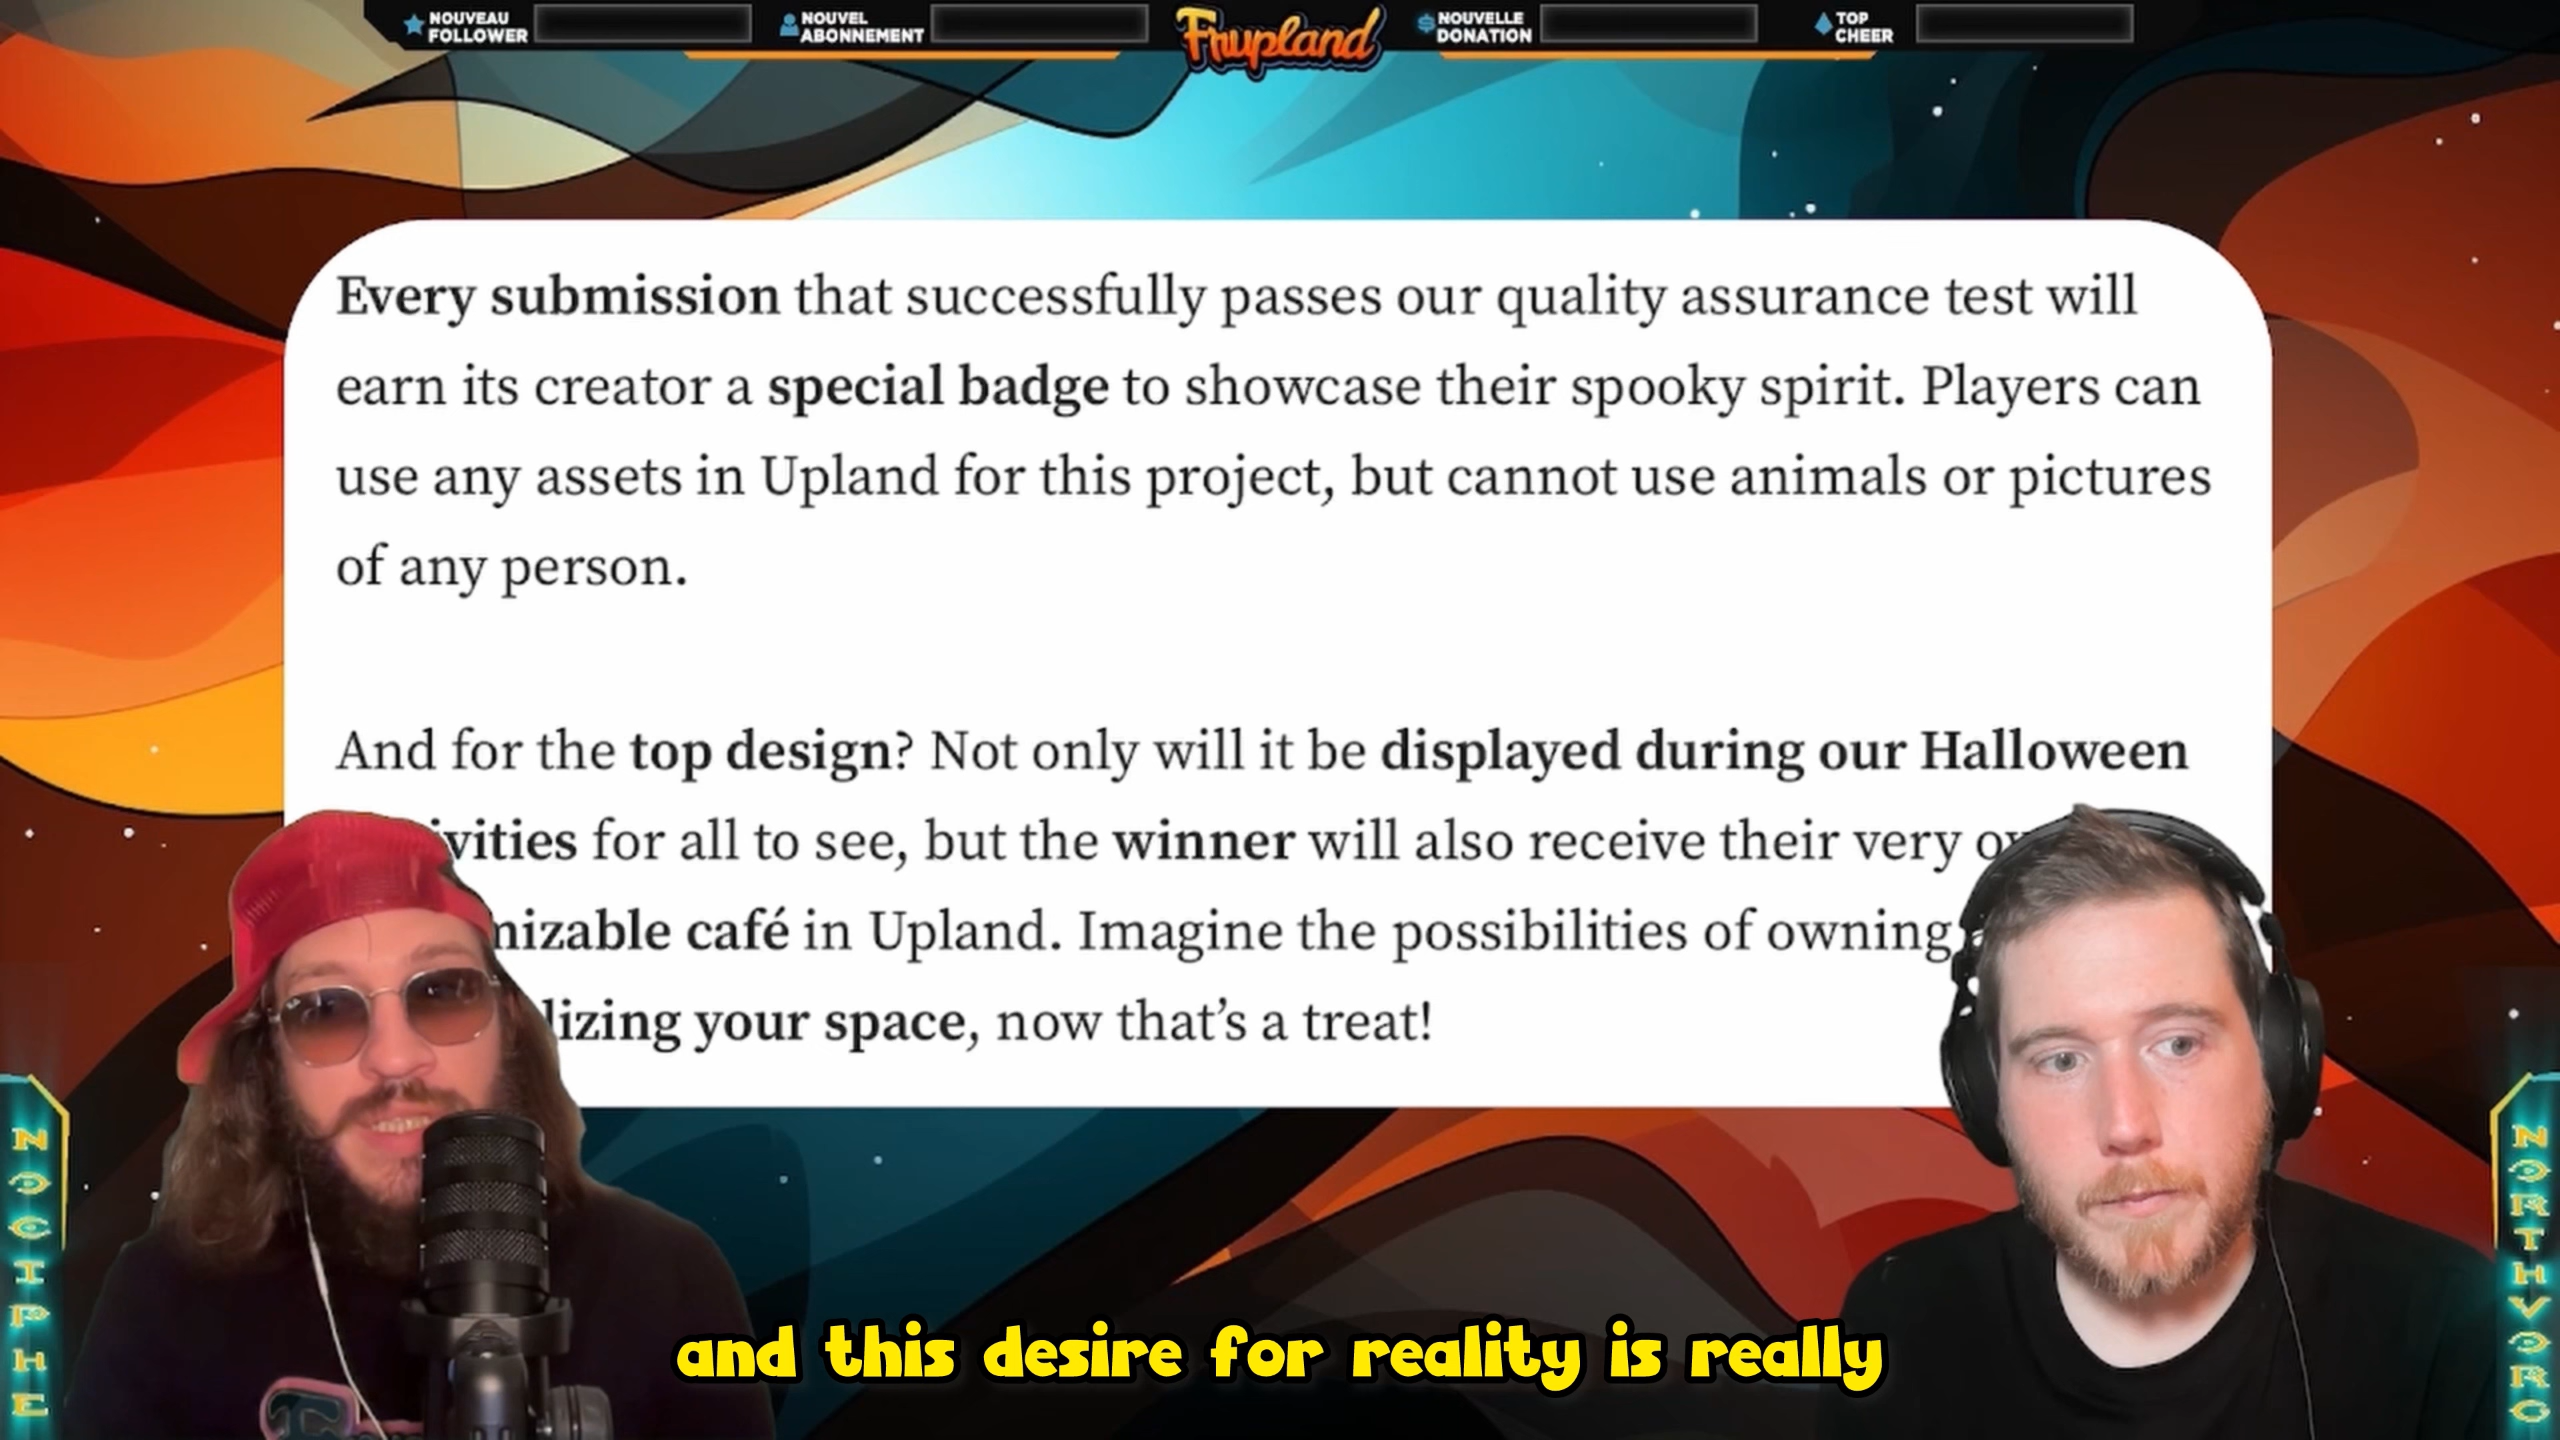 NOUVEAU
FOLLOWER
NOUVEL
ABONNEMENT
Frupland
NOUVELLE
DONATION
TOP
CHEER
Every submission that successfully passes our quality assurance test will
earn its creator a special badge to showcase their spooky spirit. Players can
use any assets in Upland for this project, but cannot use animals or pictures
of any person.
And for the top design? Not only will it be displayed during our Halloween
for all to see, but the winner will also receive their very
café in Upland. Imagine the possibilities of owning
your space, now that’s a treat!
NOCIPHE
NORTHVORC
and this desire for reality is really